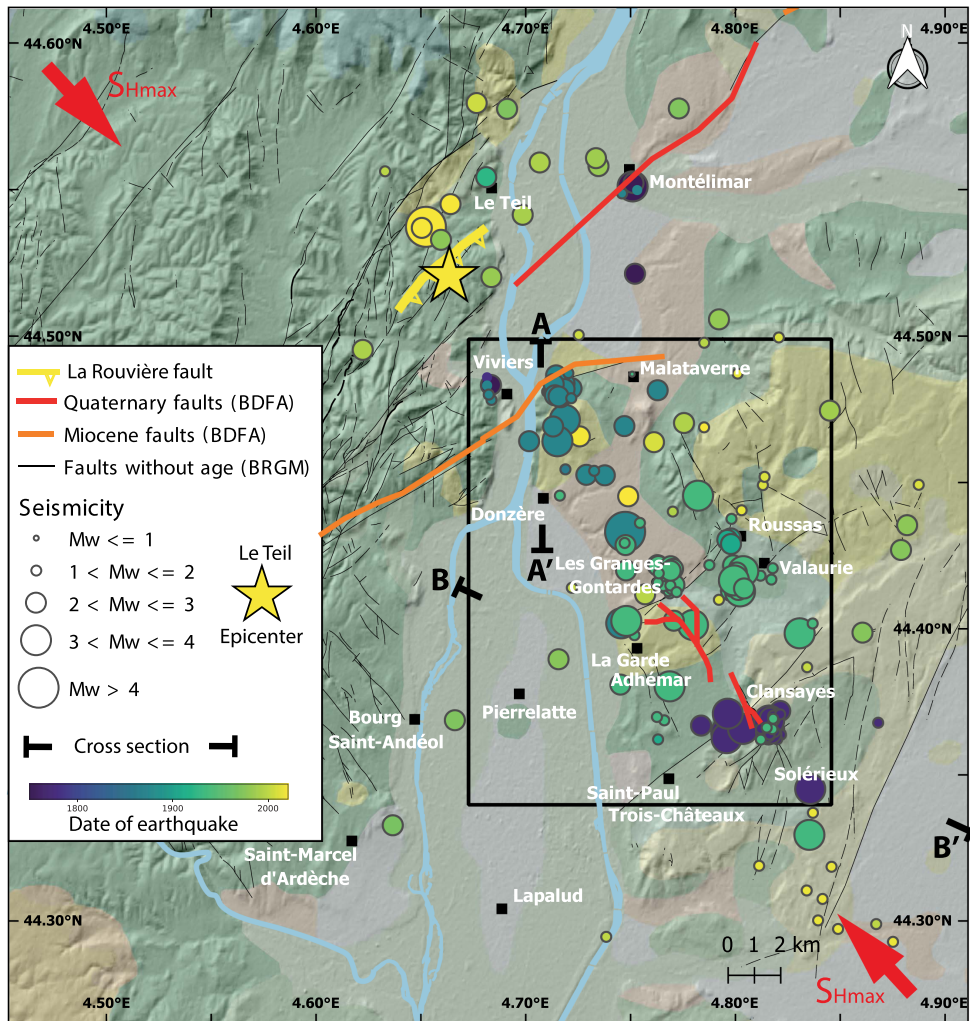 4.50°E 4.60°E 4.70°E 4.80°E 4.90°E
44.60°N
44.60°N
N
SHmax
Montélimar
Le Teil
44.50°N
44.50°N
A
Viviers
Malataverne
La Rouvière fault
Quaternary faults (BDFA)
Miocene faults (BDFA)
Faults without age (BRGM)
Seismicity
Mw <= 1
1 < Mw <= 2
2 < Mw <= 3
3 < Mw <= 4
Mw > 4
Le Teil
Epicenter
Cross section
1800 1900 2000
Date of earthquake
Donzère
Roussas
A'
Les Granges-
Gontardes
Valaurie
B
44.40°N
La Garde
Adhémar
Clansayes
Pierrelatte
Bourg
Saint-Andéol
Solérieux
Saint-Paul
Trois-Châteaux
B'
Saint-Marcel
d'Ardèche
Lapalud
44.30°N
44.30°N
0 1 2 km
SHmax
4.50°E 4.60°E 4.70°E 4.80°E 4.90°E